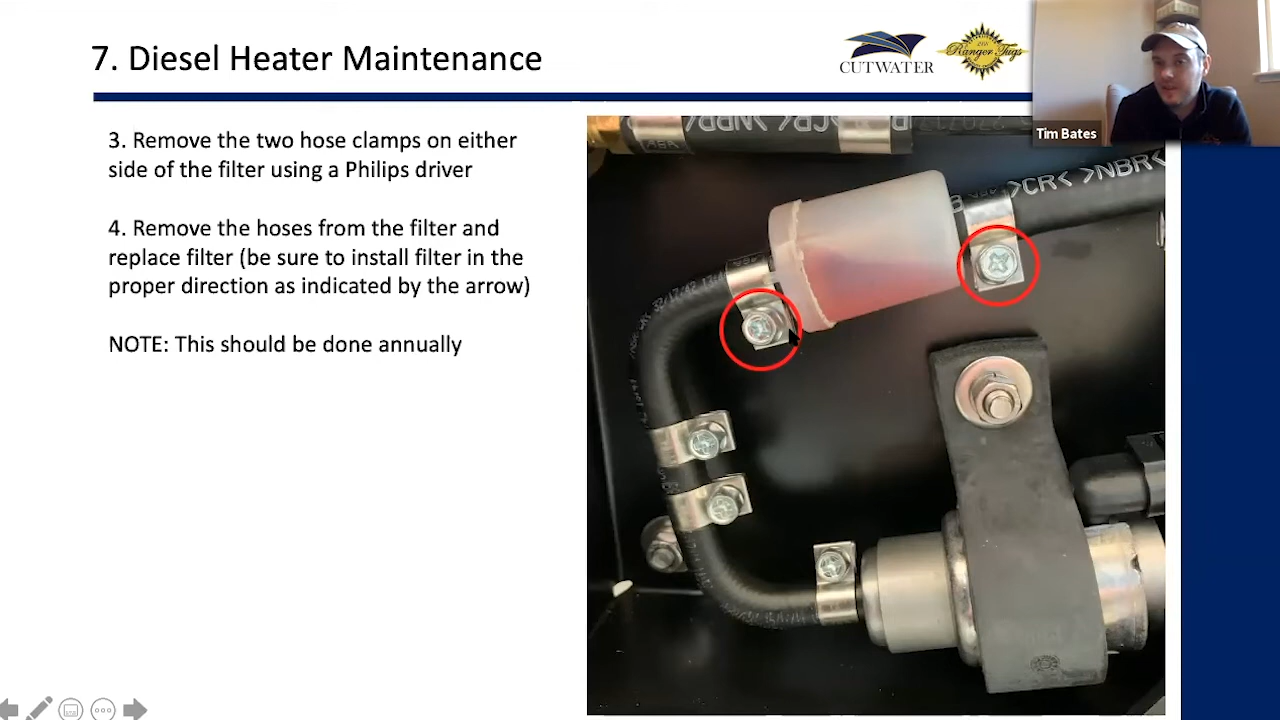 7. Diesel Heater Maintenance
CUTWATER
Ranger Tugs
Tim Bates
3. Remove the two hose clamps on either
side of the filter using a Philips driver
4. Remove the hoses from the filter and
replace filter (be sure to install filter in the
proper direction as indicated by the arrow)
NOTE: This should be done annually
>CR< >NBR<